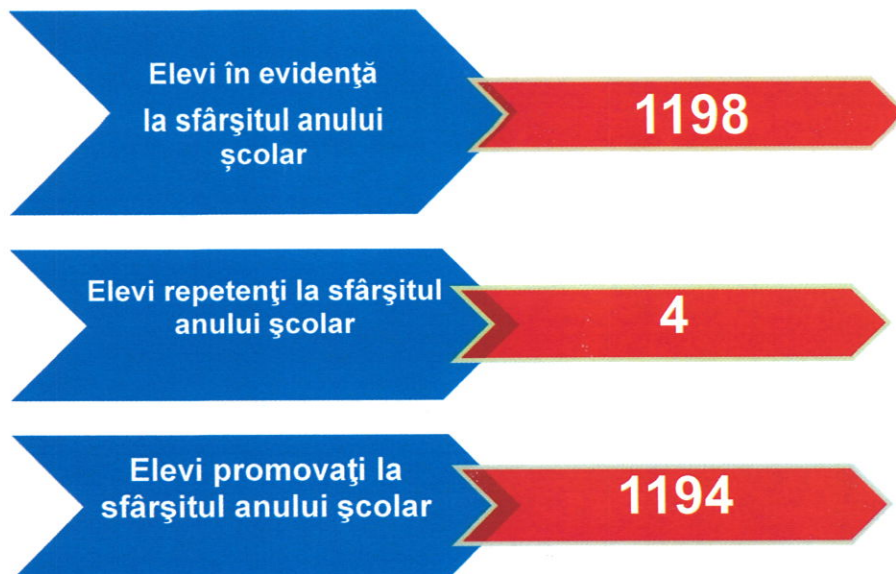 Elevi în evidenţă
la sfârşitul anului
școlar
1198
Elevi repetenţi la sfârşitul
anului şcolar
4
Elevi promovaţi la
sfârşitul anului şcolar
1194